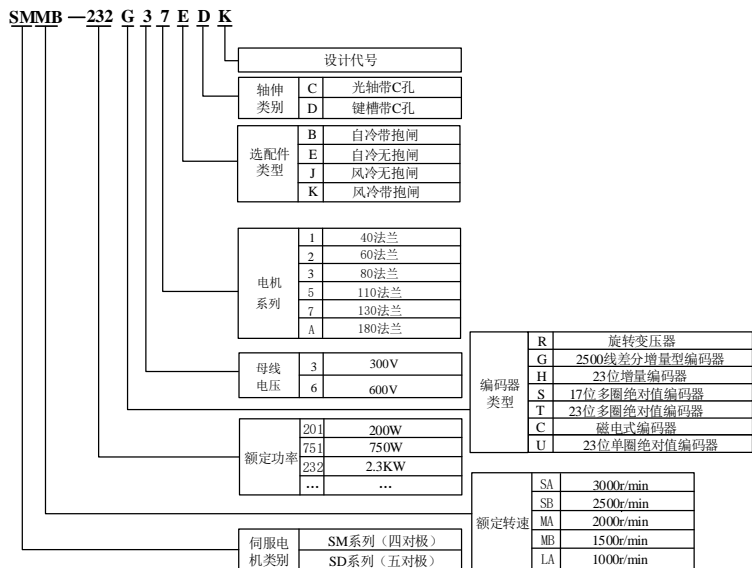 SMMB—232 G 3 7 E D K
设计代号
轴伸类别
C 光轴带C孔
D 键槽带C孔
选配件类型
B 自冷带抱闸
E 自冷无抱闸
J 风冷无抱闸
K 风冷带抱闸
电机系列
1 40法兰
2 60法兰
3 80法兰
5 110法兰
7 130法兰
A 180法兰
母线电压
3 300V
6 600V
编码器类型
R 旋转变压器
G 2500线差分增量型编码器
H 23位增量编码器
S 17位多圈绝对值编码器
T 23位多圈绝对值编码器
C 磁电式编码器
U 23位单圈绝对值编码器
额定功率
201 200W
751 750W
232 2.3KW
... ...
额定转速
SA 3000r/min
SB 2500r/min
MA 2000r/min
MB 1500r/min
LA 1000r/min
伺服电机类别
SM系列（四对极）
SD系列（五对极）